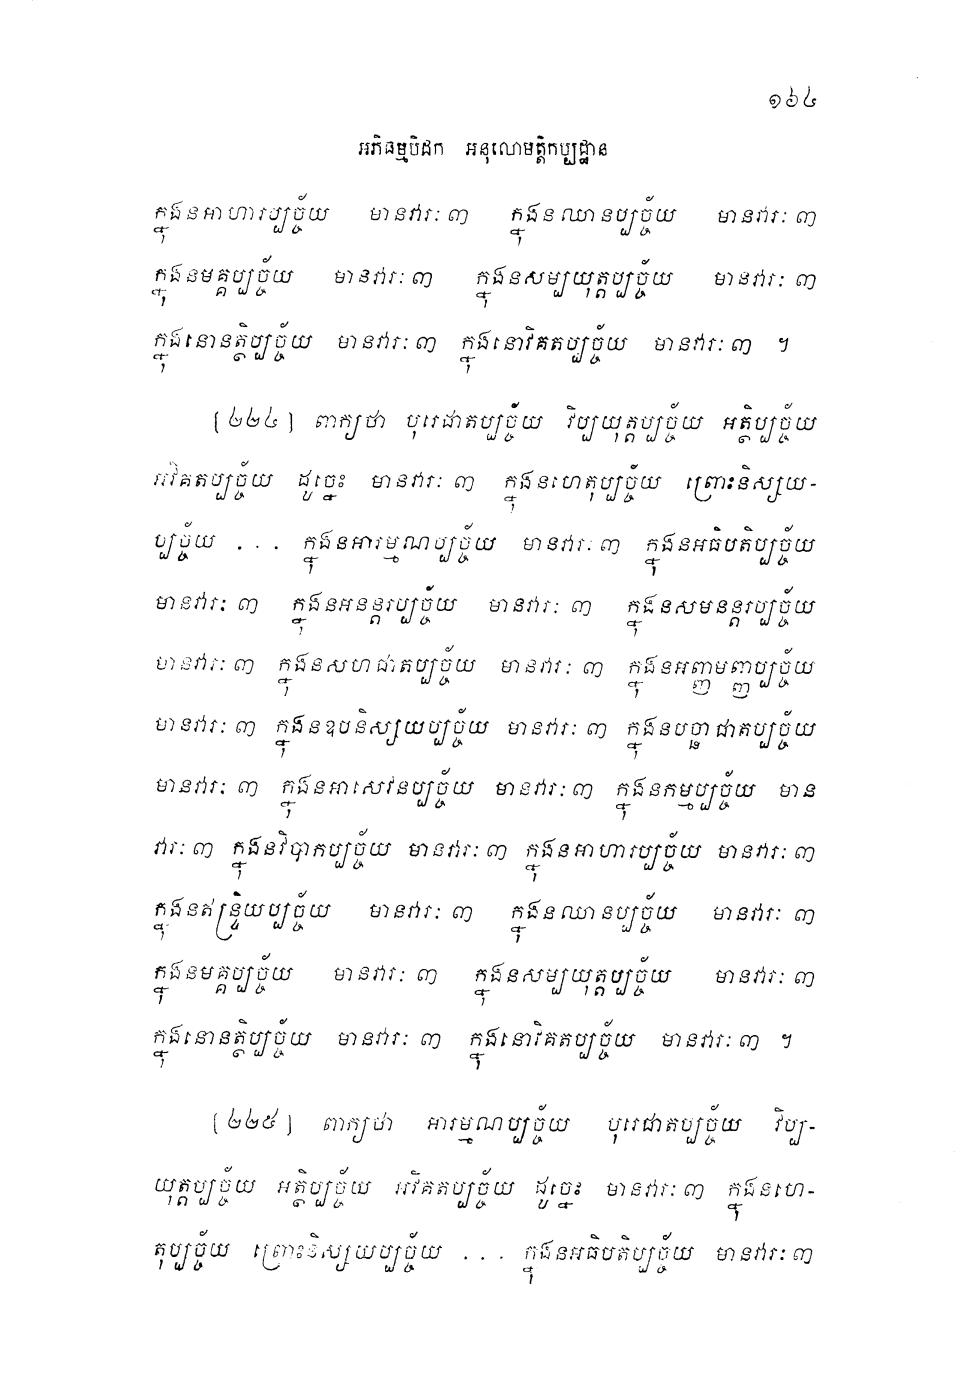 ១៦៤
អភិធម្មបិដក អនុលោមត្តិកប្បដ្ឋាន
ក្នុងនអាហារប្បច្ច័យ មានវារៈ ៣ ក្នុងនឈានប្បច្ច័យ មានវារៈ ៣
ក្នុងនមគ្គប្បច្ច័យ មានវារៈ ៣ ក្នុងនសម្បយុត្តប្បច្ច័យ មានវារៈ ៣
ក្នុងនោនត្ថិប្បច្ច័យ មានវារៈ ៣ ក្នុងនោវិគតប្បច្ច័យ មានវារៈ ៣ ។
[២២៤] ពាក្យថា បុរេជាតប្បច្ច័យ វិប្បយុត្តប្បច្ច័យ អត្ថិប្បច្ច័យ
អវិគតប្បច្ច័យ ដូច្នេះ មានវារៈ ៣ ក្នុងនហេតុប្បច្ច័យ ព្រោះនិស្សយ-
ប្បច្ច័យ ... ក្នុងនអារម្មណប្បច្ច័យ មានវារៈ ៣ ក្នុងនអធិបតិប្បច្ច័យ
មានវារៈ ៣ ក្នុងនអនន្តរប្បច្ច័យ មានវារៈ ៣ ក្នុងនសមនន្តរប្បច្ច័យ
មានវារៈ ៣ ក្នុងនសហជាតប្បច្ច័យ មានវារៈ ៣ ក្នុងនអញ្ញមញ្ញប្បច្ច័យ
មានវារៈ ៣ ក្នុងនឧបនិស្សយប្បច្ច័យ មានវារៈ ៣ ក្នុងនបច្ឆាជាតប្បច្ច័យ
មានវារៈ ៣ ក្នុងនអាសេវនប្បច្ច័យ មានវារៈ ៣ ក្នុងនកម្មប្បច្ច័យ មាន
វារៈ ៣ ក្នុងនវិបាកប្បច្ច័យ មានវារៈ ៣ ក្នុងនអាហារប្បច្ច័យ មានវារៈ ៣
ក្នុងនឥន្ទ្រិយប្បច្ច័យ មានវារៈ ៣ ក្នុងនឈានប្បច្ច័យ មានវារៈ ៣
ក្នុងនមគ្គប្បច្ច័យ មានវារៈ ៣ ក្នុងនសម្បយុត្តប្បច្ច័យ មានវារៈ ៣
ក្នុងនោនត្ថិប្បច្ច័យ មានវារៈ ៣ ក្នុងនោវិគតប្បច្ច័យ មានវារៈ ៣ ។
[២២៥] ពាក្យថា អារម្មណប្បច្ច័យ បុរេជាតប្បច្ច័យ វិប្ប-
យុត្តប្បច្ច័យ អត្ថិប្បច្ច័យ អវិគតប្បច្ច័យ ដូច្នេះ មានវារៈ ៣ ក្នុងនហេ-
តុប្បច្ច័យ ព្រោះនិស្សយប្បច្ច័យ ... ក្នុងនអធិបតិប្បច្ច័យ មានវារៈ ៣